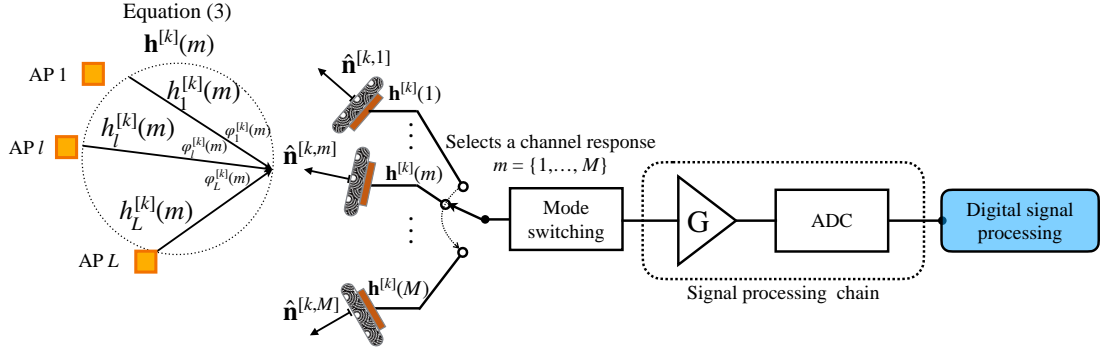 Equation (3)
𝐡^[k](m)
AP 1
h_1^[k](m)
φ_1^[k](m)
AP l
h_l^[k](m)
φ_l^[k](m)
φ_L^[k](m)
h_L^[k](m)
AP L
n̂^[k,1]
𝐡^[k](1)
n̂^[k,m]
𝐡^[k](m)
n̂^[k,M]
𝐡^[k](M)
Selects a channel response
m = {1,…, M}
Mode
switching
G
ADC
Signal processing chain
Digital signal
processing